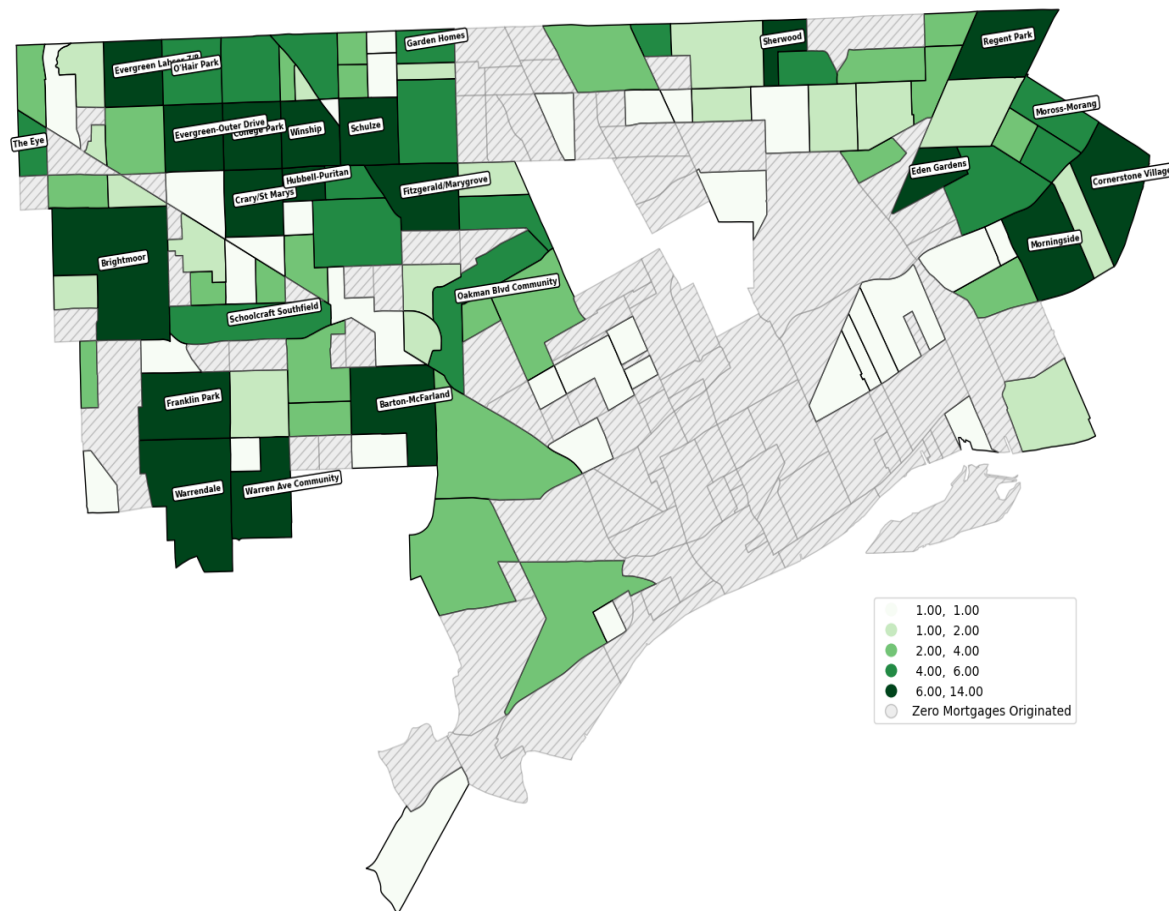 Garden Homes
Sherwood
Regent Park
Evergreen Lahser 7/8
O'Hair Park
Moross-Morang
The Eye
Evergreen-Outer Drive
College Park
Winship
Schulze
Eden Gardens
Cornerstone Village
Hubbell-Puritan
Fitzgerald/Marygrove
Crary/St Marys
Morningside
Brightmoor
Oakman Blvd Community
Schoolcraft Southfield
Franklin Park
Barton-McFarland
Warrendale
Warren Ave Community
1.00, 1.00
1.00, 2.00
2.00, 4.00
4.00, 6.00
6.00, 14.00
Zero Mortgages Originated